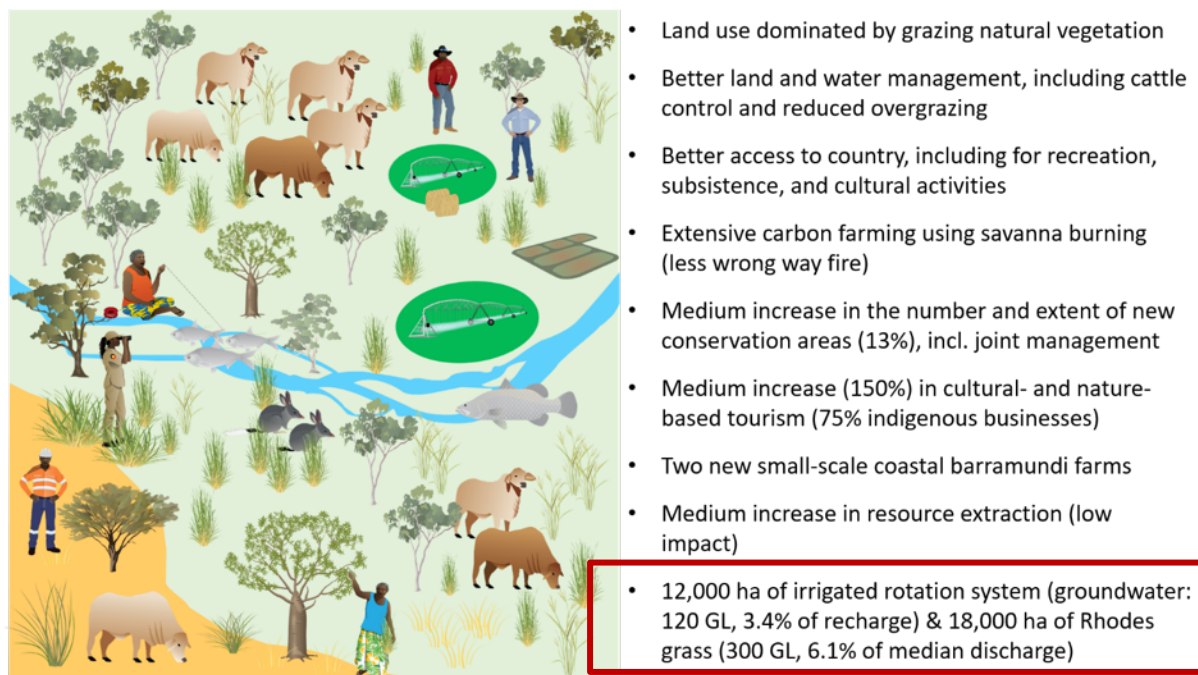 • Land use dominated by grazing natural vegetation
• Better land and water management, including cattle
control and reduced overgrazing
• Better access to country, including for recreation,
subsistence, and cultural activities
• Extensive carbon farming using savanna burning
(less wrong way fire)
• Medium increase in the number and extent of new
conservation areas (13%), incl. joint management
• Medium increase (150%) in cultural- and nature-
based tourism (75% indigenous businesses)
• Two new small-scale coastal barramundi farms
• Medium increase in resource extraction (low
impact)
• 12,000 ha of irrigated rotation system (groundwater:
120 GL, 3.4% of recharge) & 18,000 ha of Rhodes
grass (300 GL, 6.1% of median discharge)